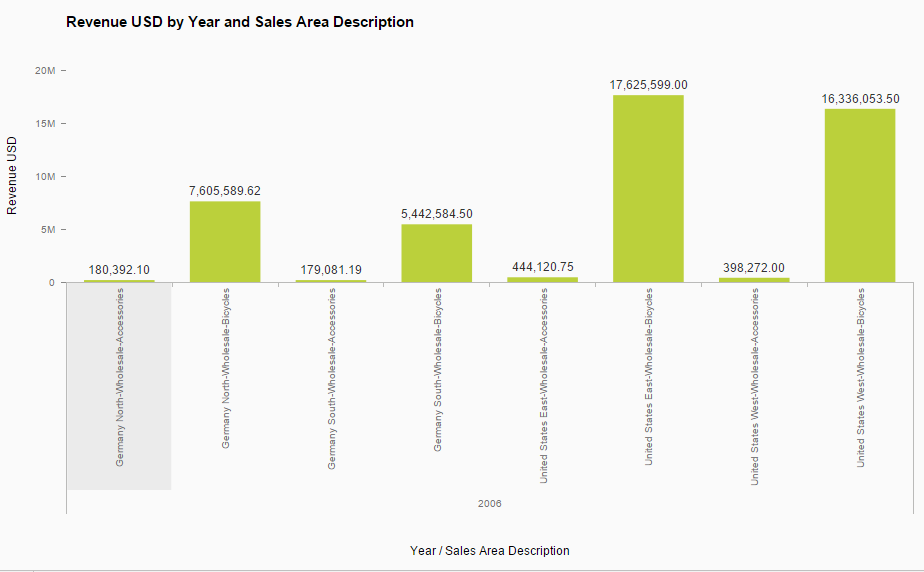 Revenue USD by Year and Sales Area Description
Revenue USD
20M
15M
10M
5M
0
180,392.10
7,605,589.62
179,081.19
5,442,584.50
444,120.75
17,625,599.00
398,272.00
16,336,053.50
Germany North-Wholesale-Accessories
Germany North-Wholesale-Bicycles
Germany South-Wholesale-Accessories
Germany South-Wholesale-Bicycles
United States East-Wholesale-Accessories
United States East-Wholesale-Bicycles
United States West-Wholesale-Accessories
United States West-Wholesale-Bicycles
2006
Year / Sales Area Description